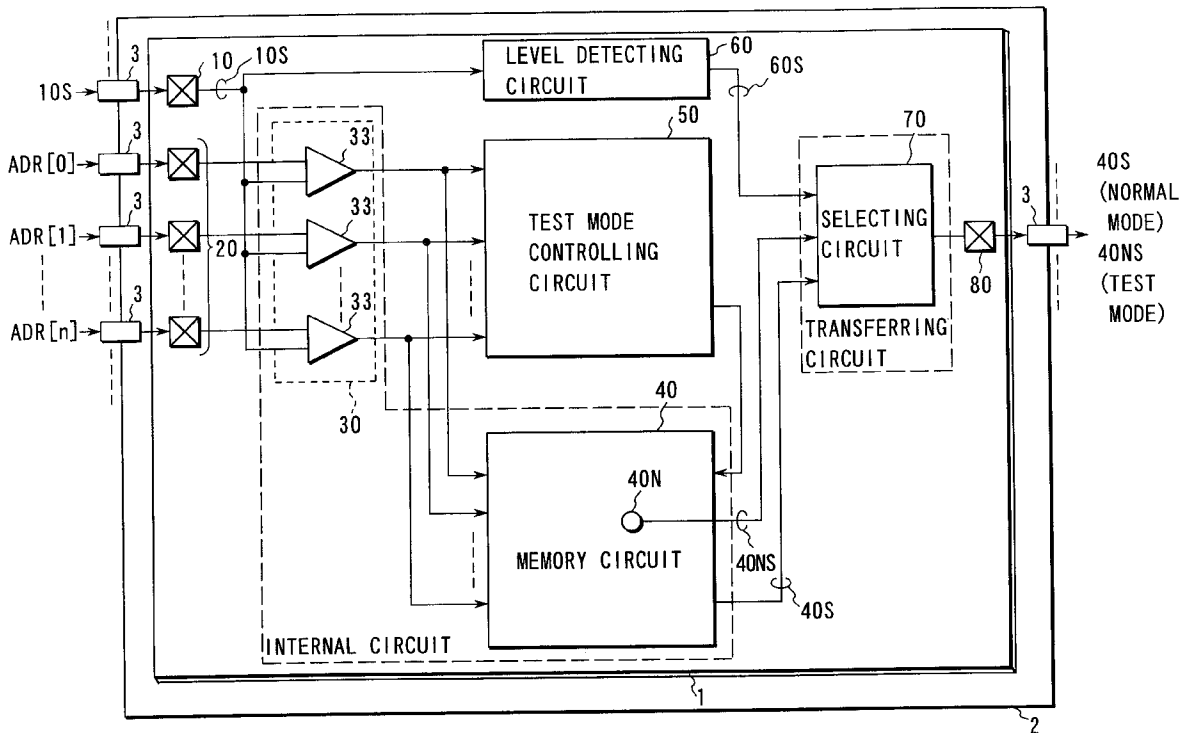 3
10
10S
60
LEVEL DETECTING
CIRCUIT
60S
10S
3
33
50
70
ADR[0]
40S
(NORMAL
MODE)
40NS
(TEST
MODE)
3
33
TEST MODE
CONTROLLING
CIRCUIT
SELECTING
CIRCUIT
3
ADR[1]
20
80
3
33
ADR[n]
TRANSFERRING
CIRCUIT
30
40
40N
MEMORY CIRCUIT
40NS
40S
INTERNAL CIRCUIT
1
2